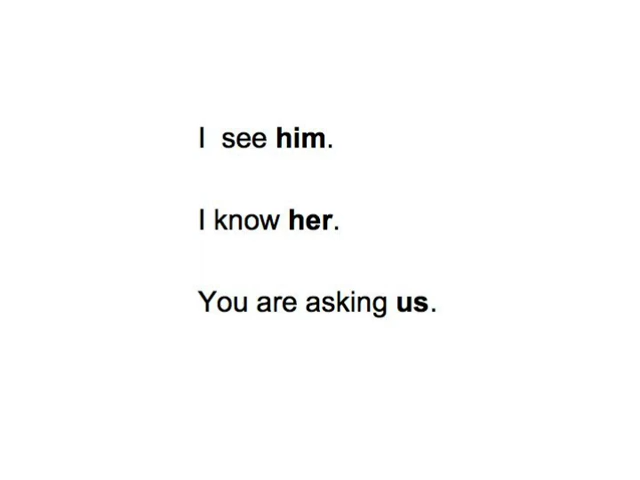 I see him.
I know her.
You are asking us.